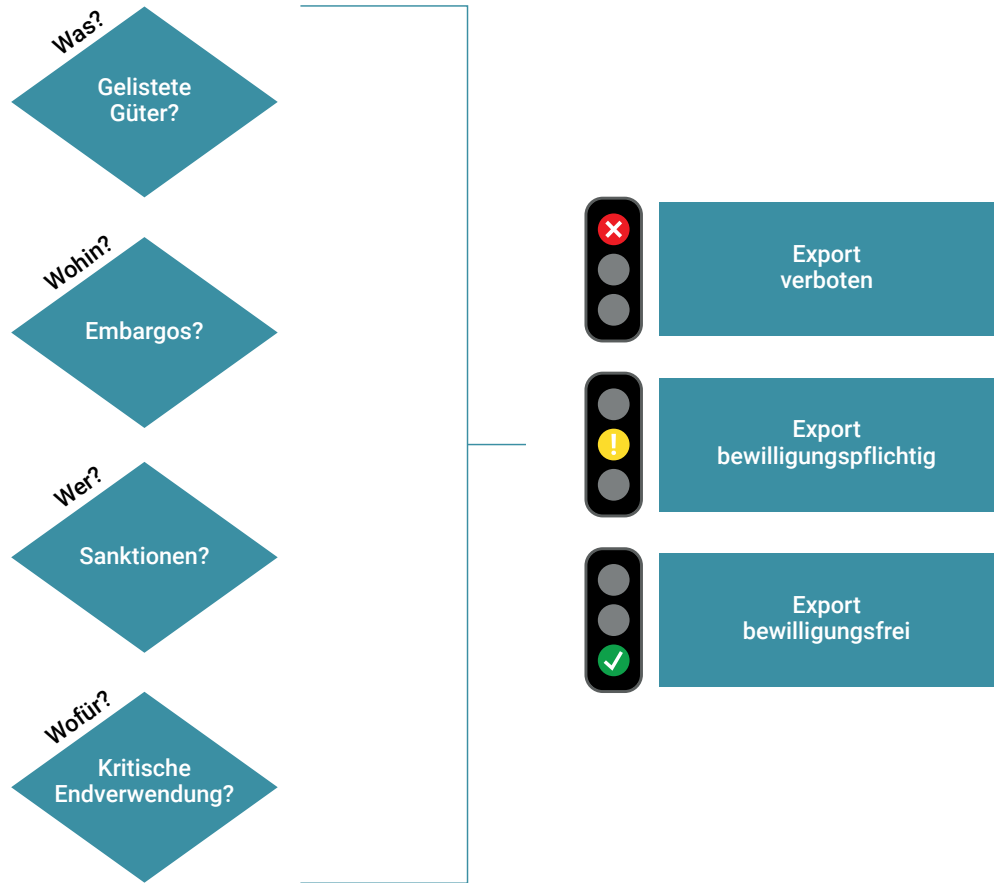 Was?
Gelistete
Güter?
Wohin?
Embargos?
Wer?
Sanktionen?
Wofür?
Kritische
Endverwendung?
Export
verboten
Export
bewilligungspflichtig
Export
bewilligungsfrei